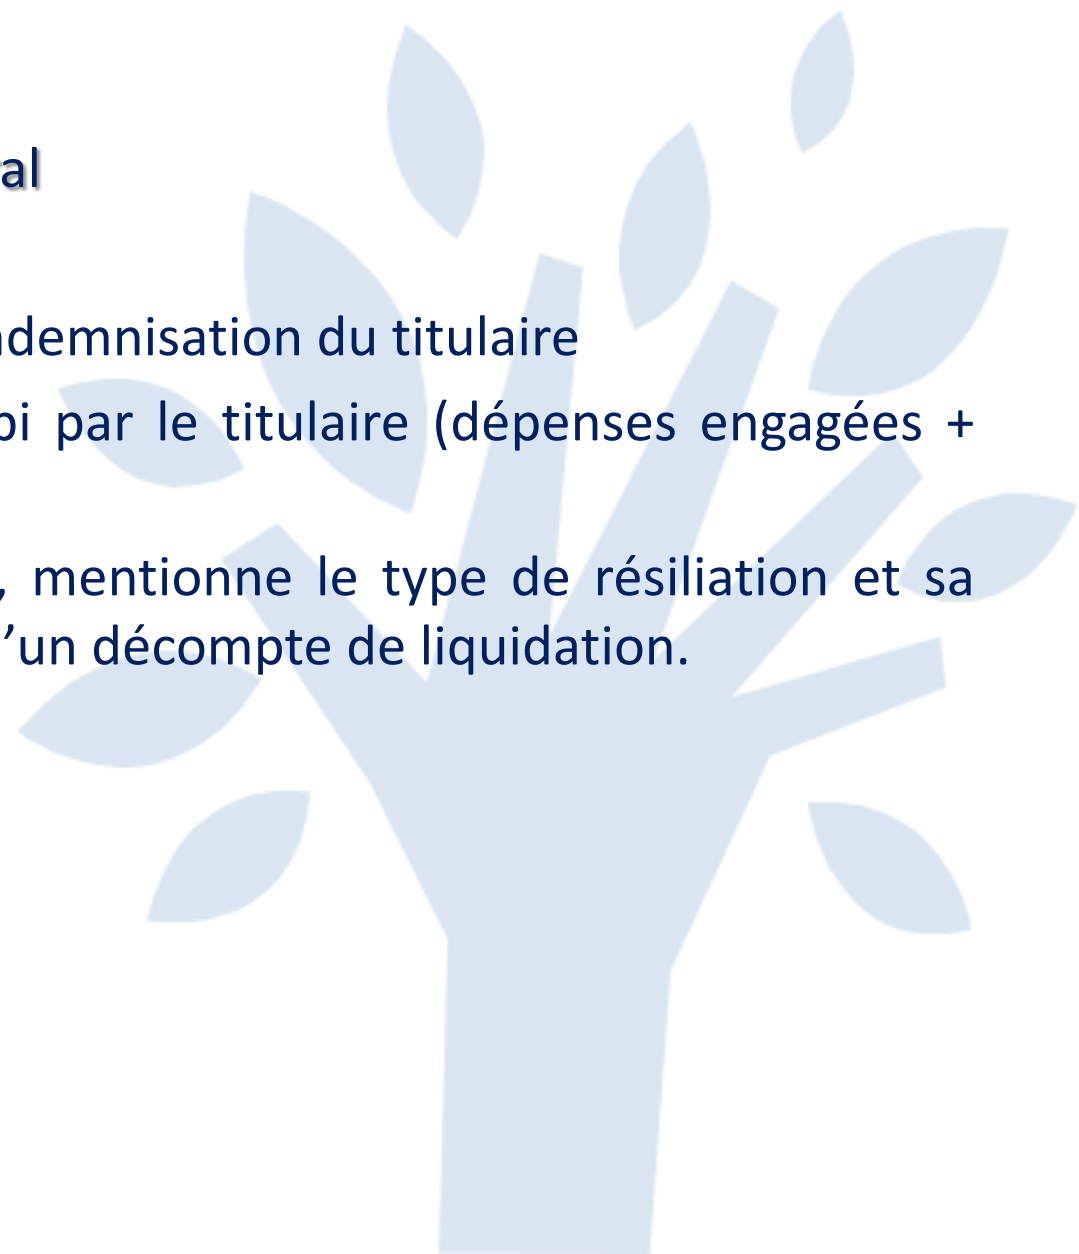 al
ndemnisation du titulaire
bi par le titulaire (dépenses engagées +
, mentionne le type de résiliation et sa
’un décompte de liquidation.